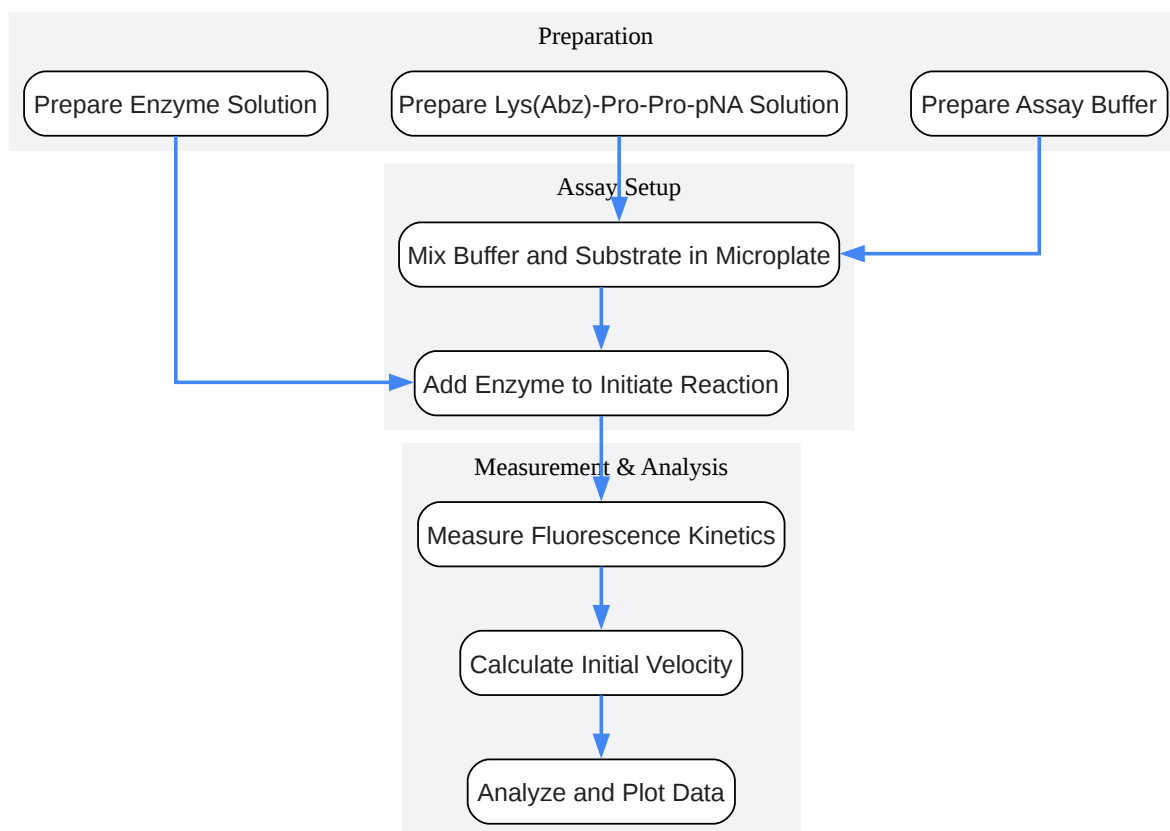 Preparation
Prepare Enzyme Solution
Prepare Lys(Abz)-Pro-Pro-pNA Solution
Prepare Assay Buffer
Assay Setup
Mix Buffer and Substrate in Microplate
Add Enzyme to Initiate Reaction
Measurement & Analysis
Measure Fluorescence Kinetics
Calculate Initial Velocity
Analyze and Plot Data